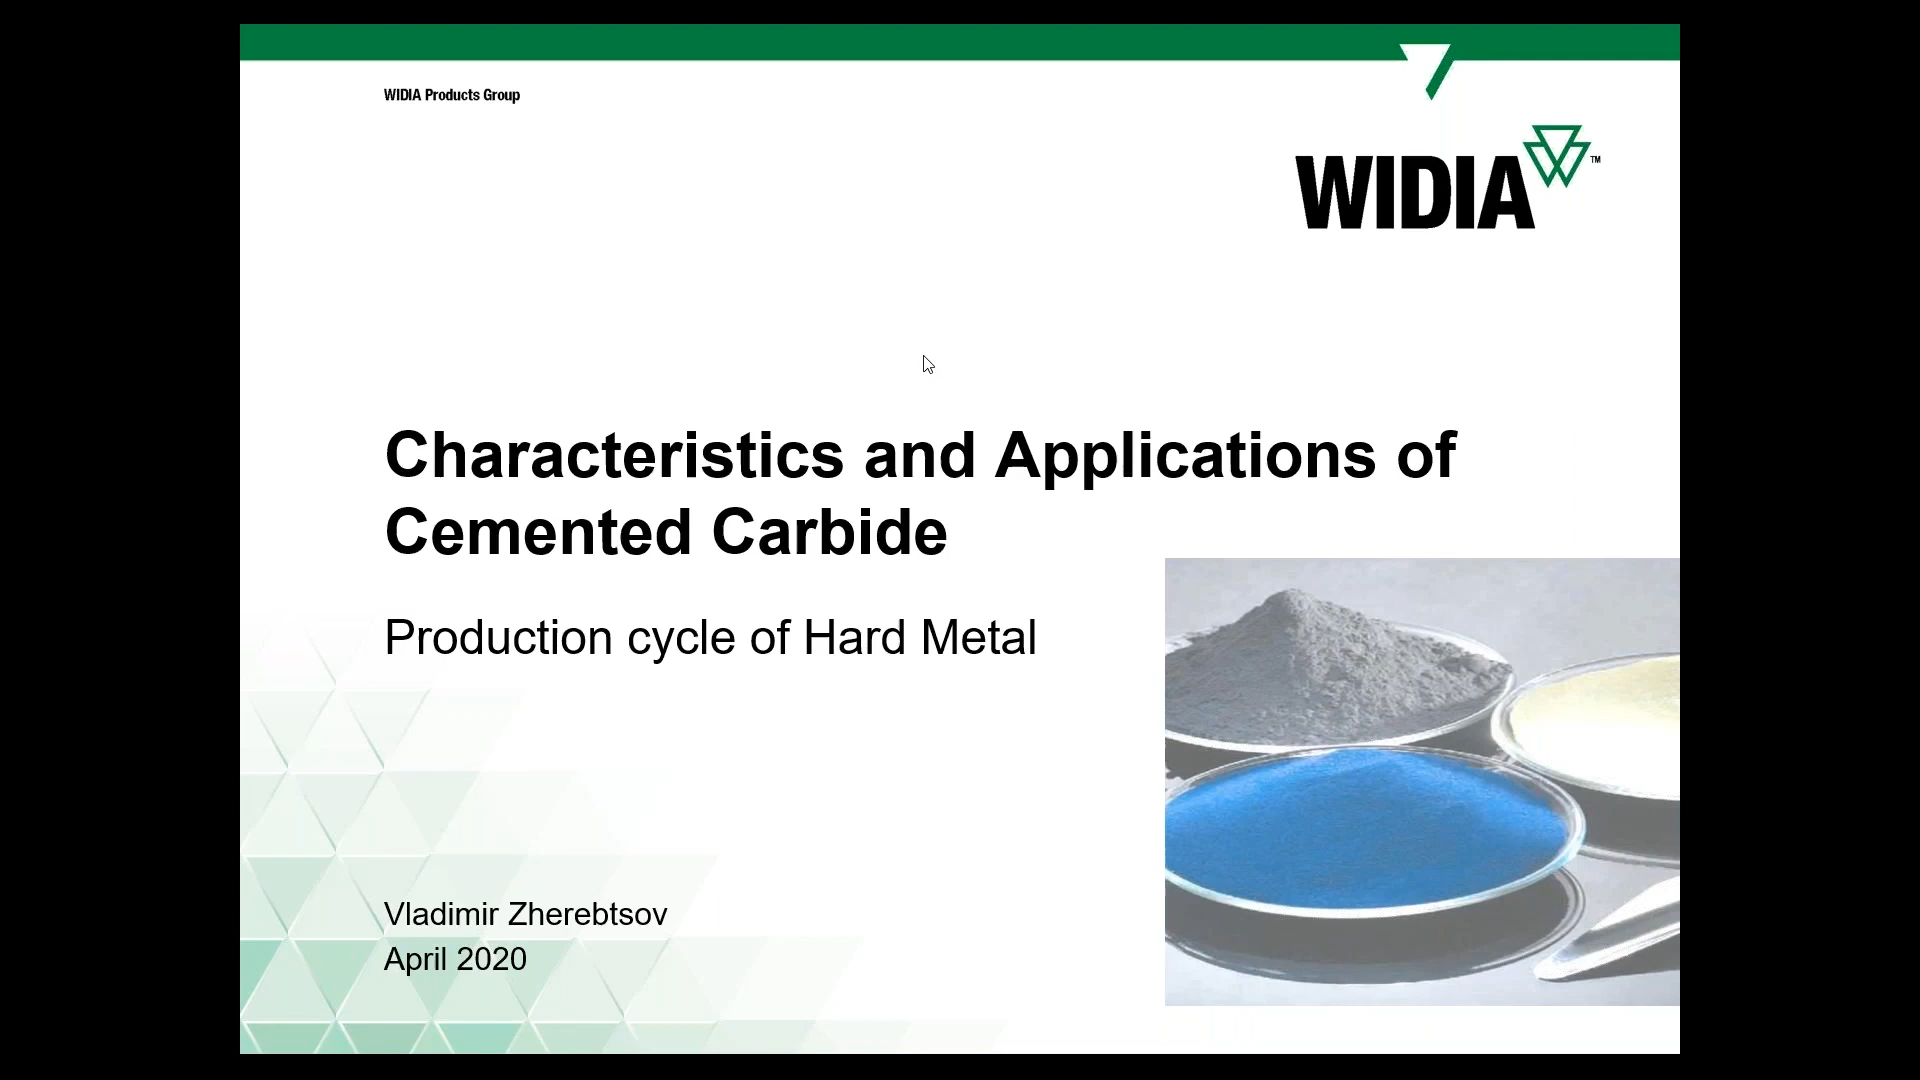 WIDIA Products Group
WIDIA™
Characteristics and Applications of
Cemented Carbide
Production cycle of Hard Metal
Vladimir Zherebtsov
April 2020